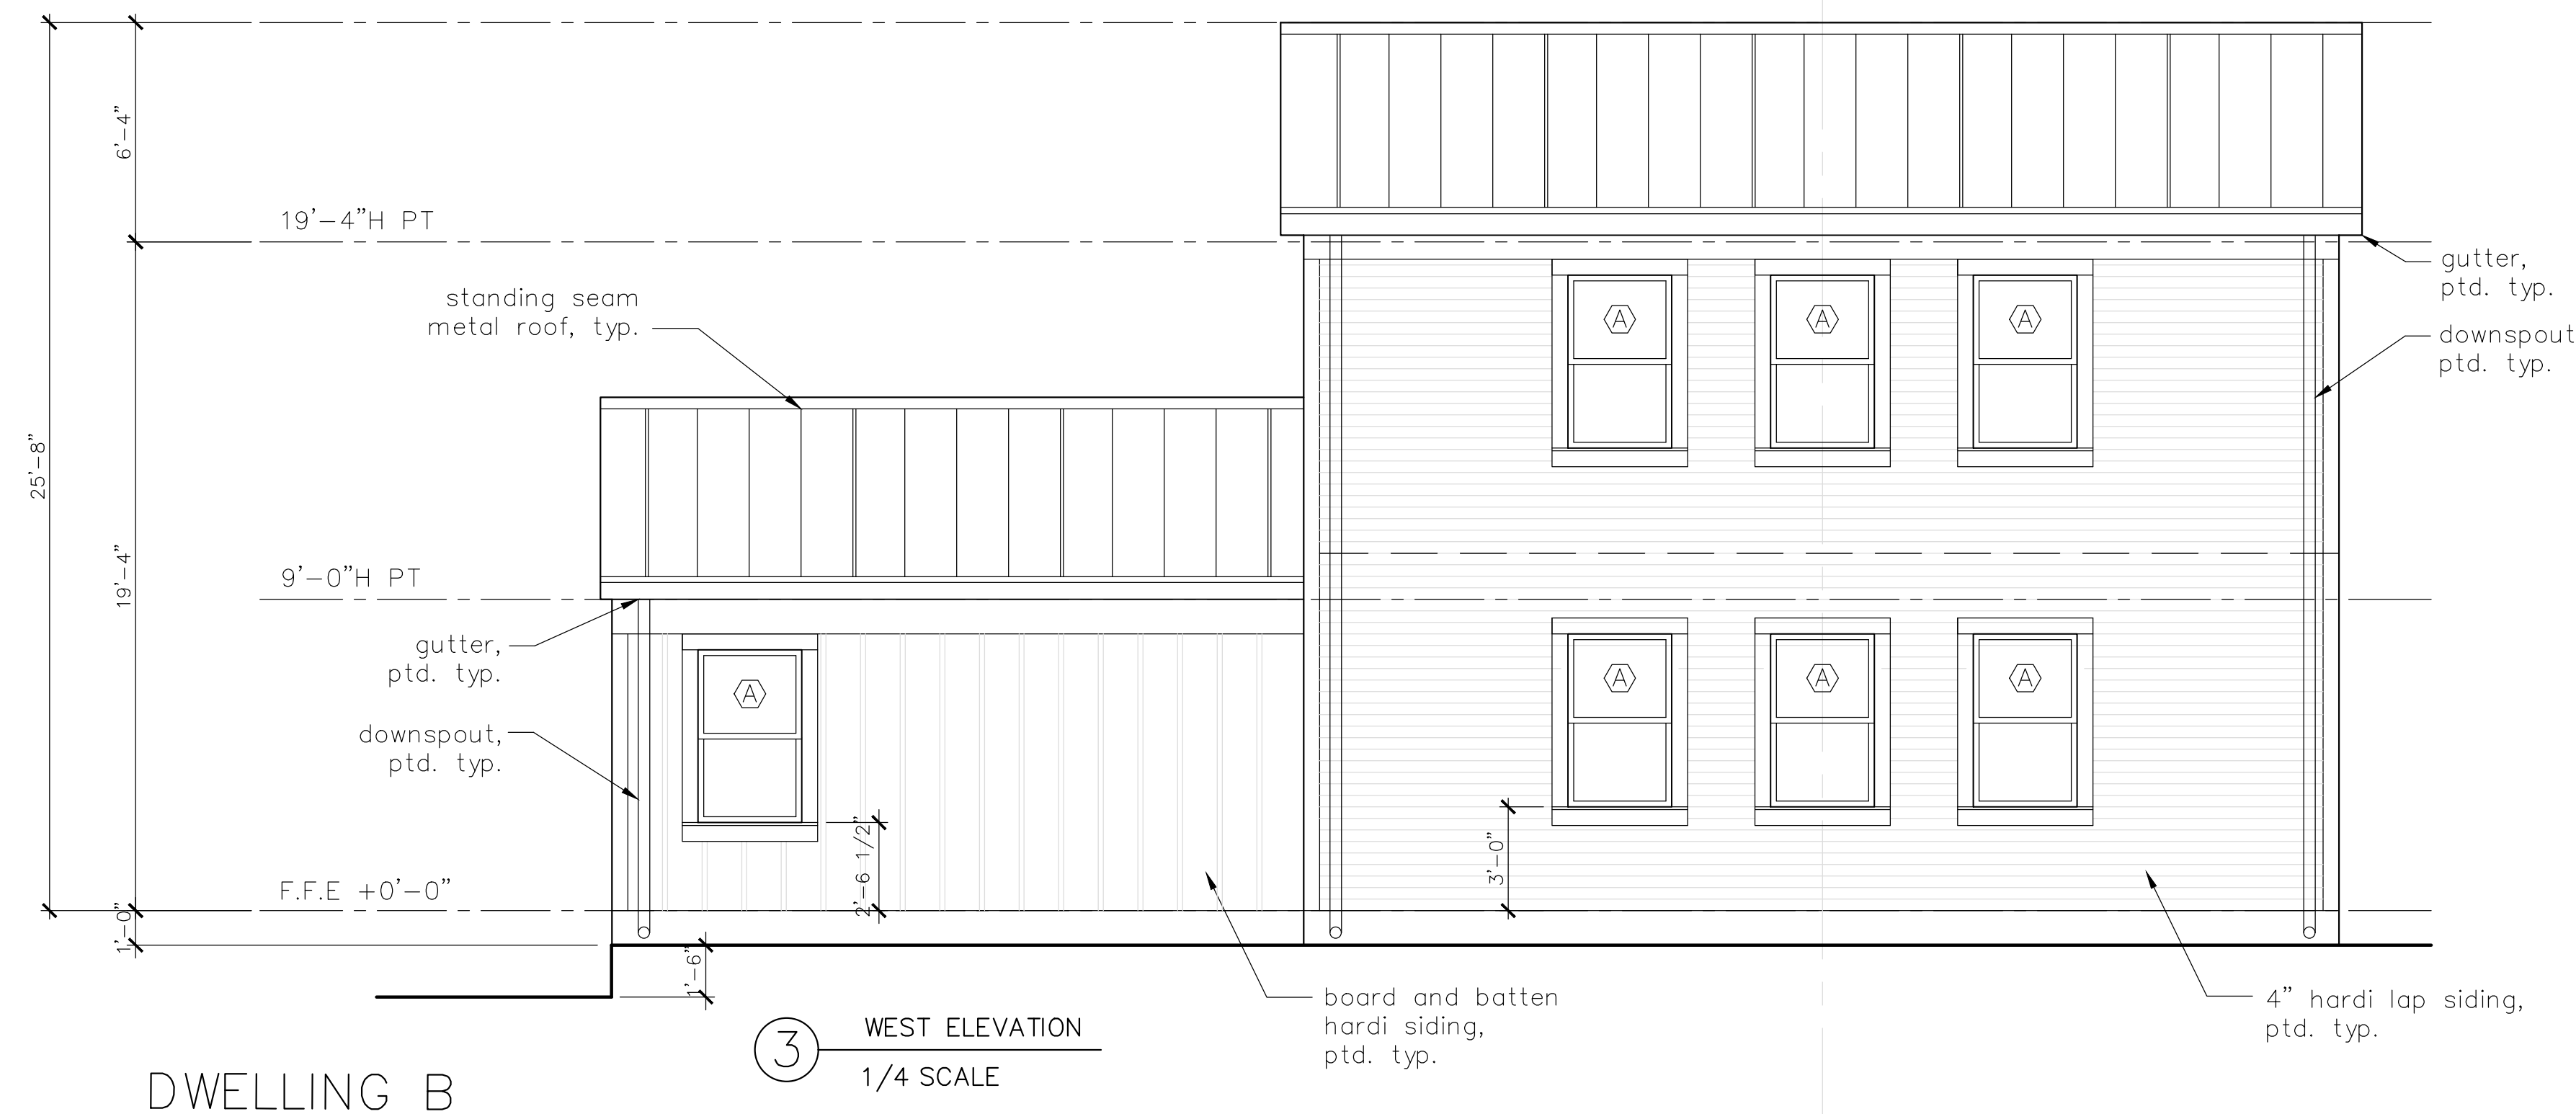 6'-4"
19'-4"H PT
gutter,
ptd. typ.
standing seam
metal roof, typ.
A
A
A
downspout
ptd. typ.
25'-8"
19'-4"
9'-0"H PT
gutter,
ptd. typ.
A
A
A
A
downspout,
ptd. typ.
2'-6 1/2"
3'-0"
F.F.E +0'-0"
1'-0"
1'-6"
board and batten
hardi siding,
ptd. typ.
4" hardi lap siding,
ptd. typ.
3
WEST ELEVATION
1/4 SCALE
DWELLING B